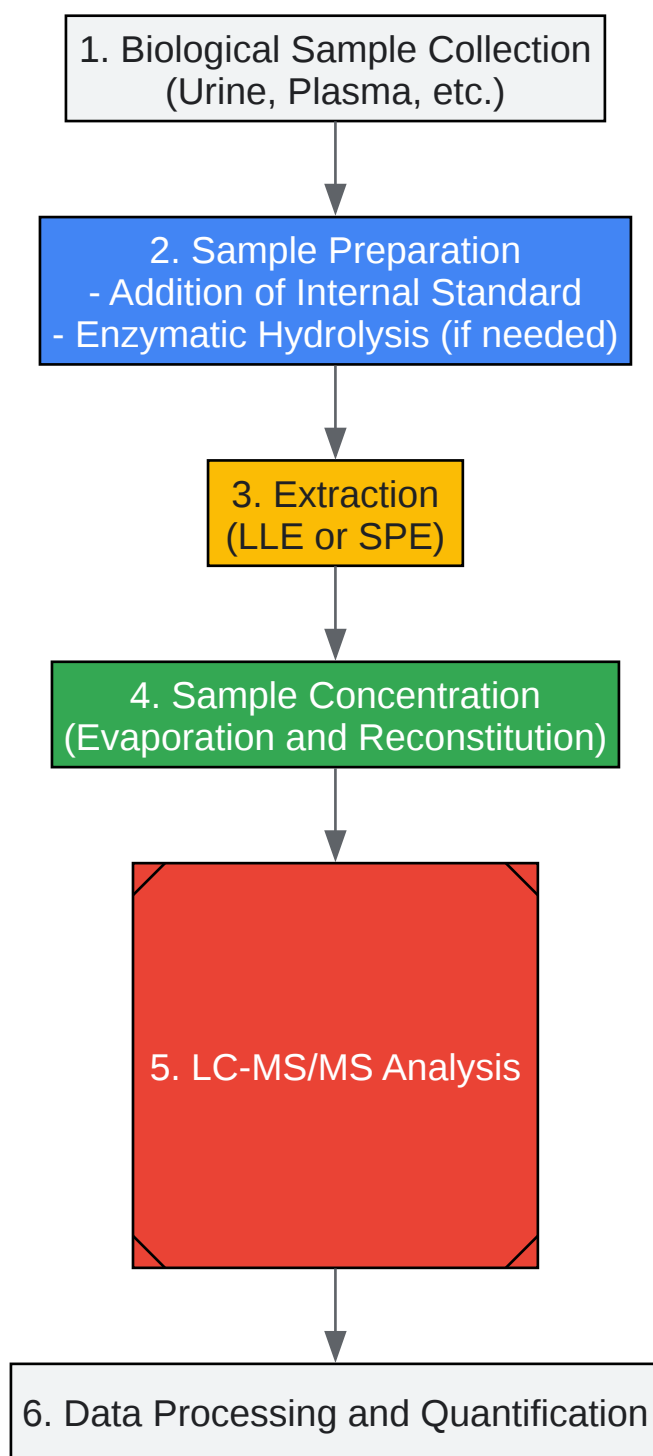 1. Biological Sample Collection
(Urine, Plasma, etc.)
2. Sample Preparation
- Addition of Internal Standard
- Enzymatic Hydrolysis (if needed)
3. Extraction
(LLE or SPE)
4. Sample Concentration
(Evaporation and Reconstitution)
5. LC-MS/MS Analysis
6. Data Processing and Quantification